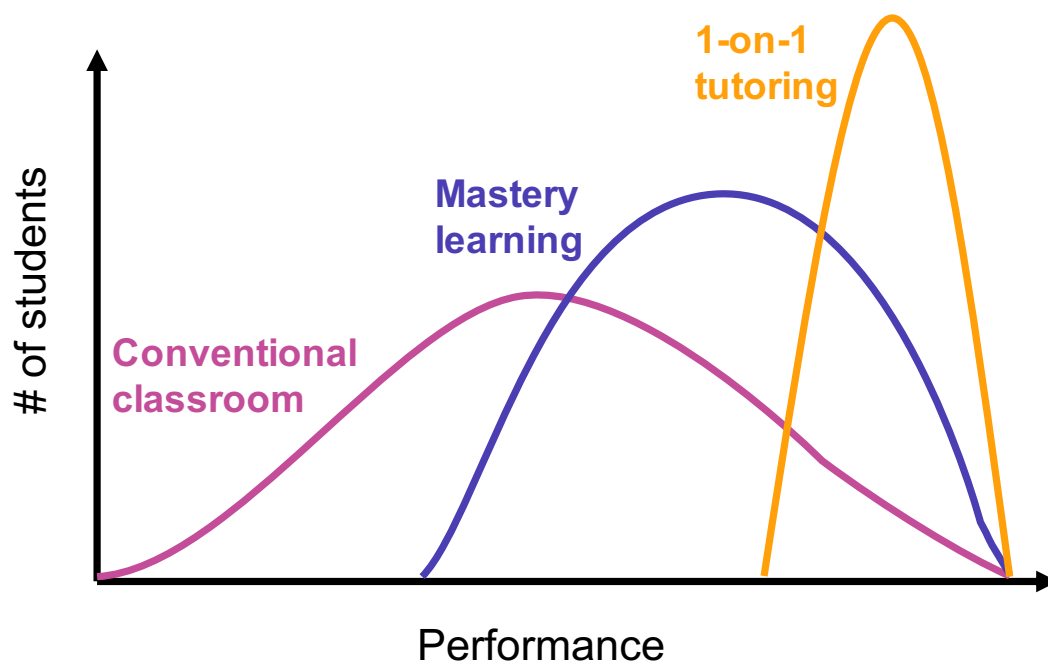 1-on-1
tutoring
Mastery
learning
Conventional
classroom
# of students
Performance